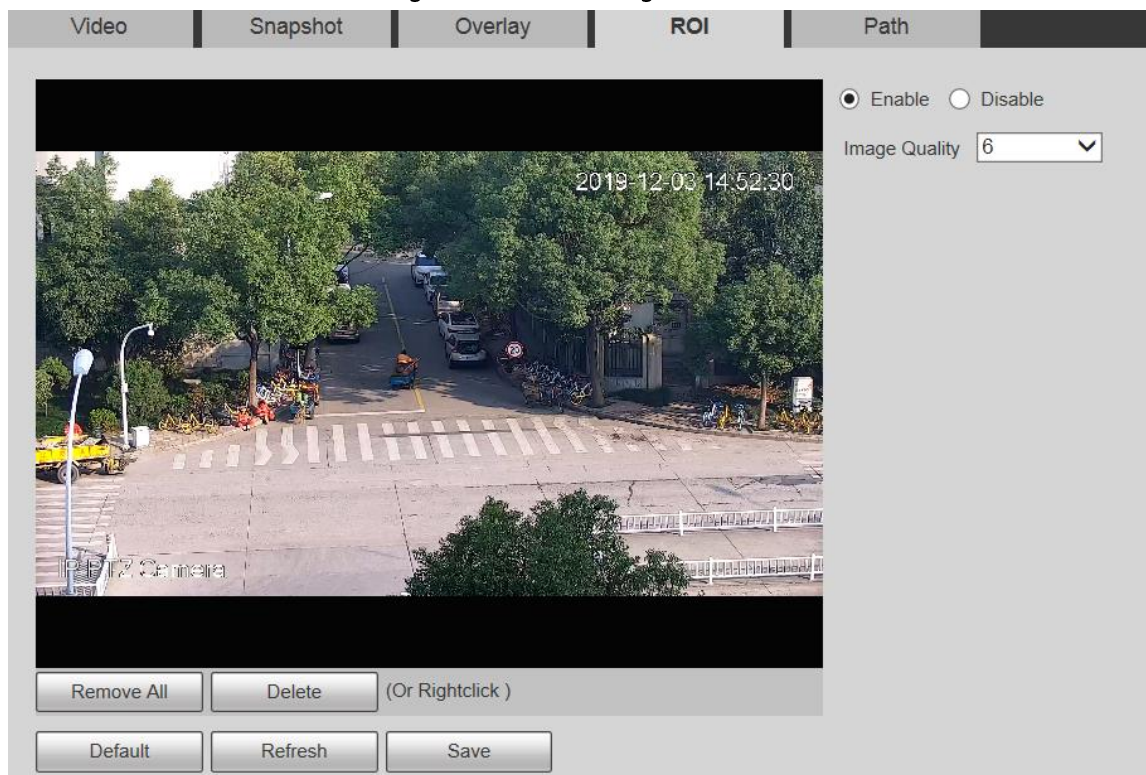 Video Snapshot Overlay ROI Path
Enable Disable
Image Quality 6
2019-12-03 14:52:30
20
IP PTZ Camera
Remove All Delete (Or Rightclick )
Default Refresh Save